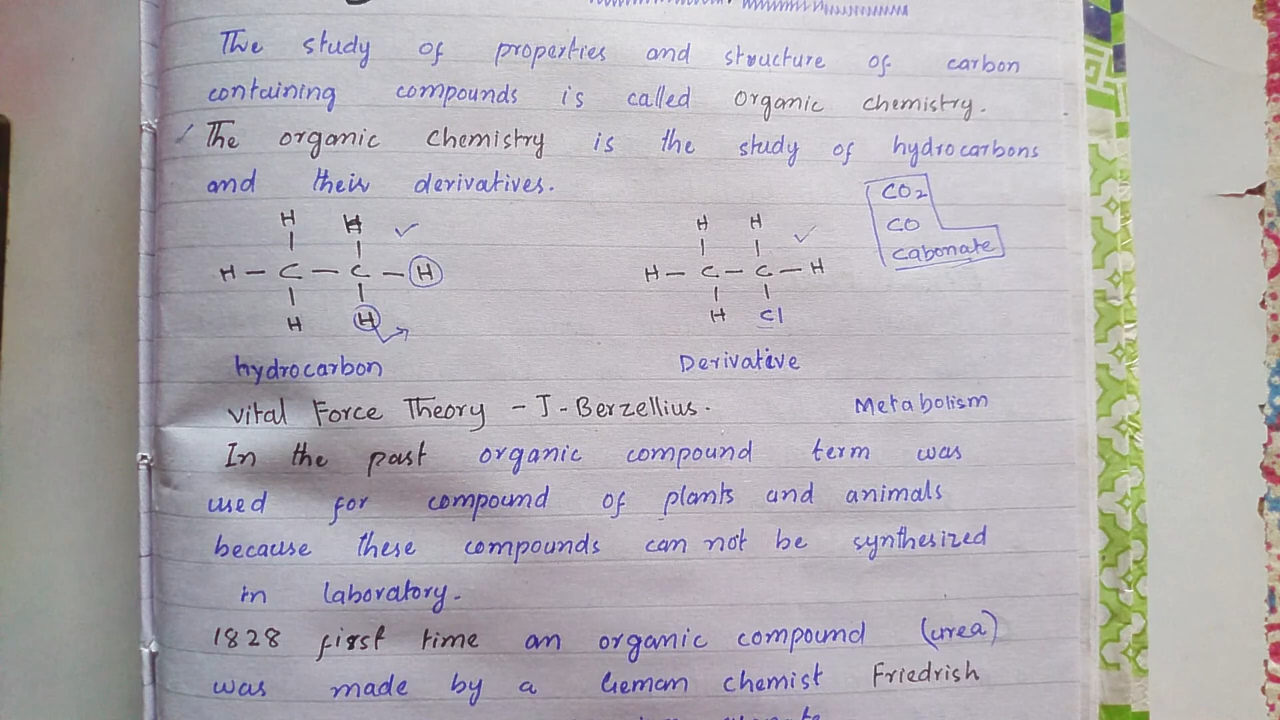 The study of properties and structure of carbon
containing compounds is called organic chemistry.
The organic chemistry is the study of hydrocarbons
and their derivatives.
CO2
CO
Cabonate
H H
H – C – C – H
H H
hydrocarbon
H H
H – C – C – H
H Cl
Derivative
Vital Force Theory – J-Berzellius.
Metabolism
In the past organic compound term was
used for compound of plants and animals
because these compounds can not be synthesized
in laboratory.
1828 first time an organic compound (urea)
was made by a Geman chemist Friedrish